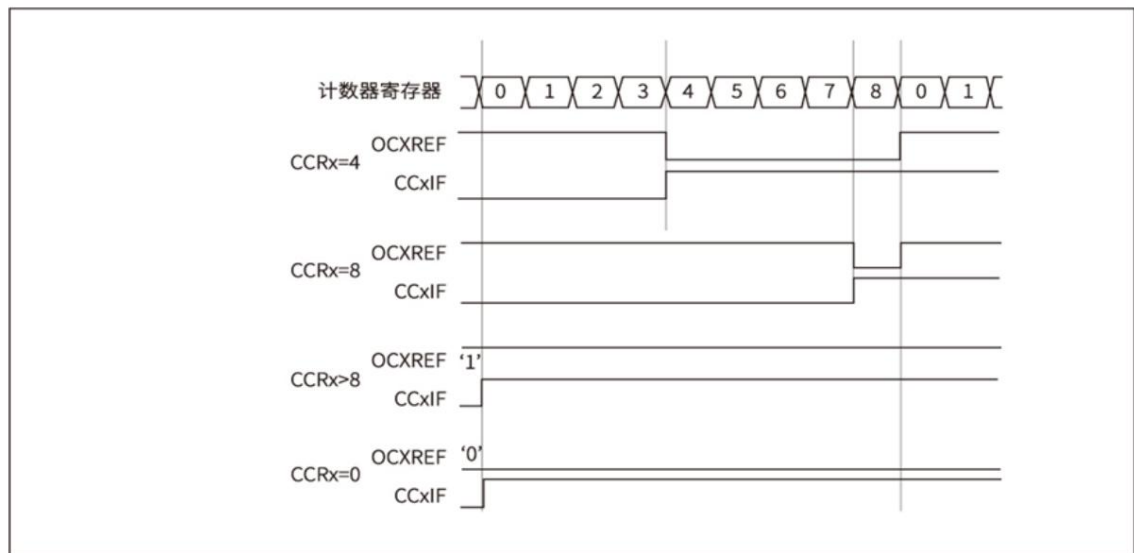 计数器寄存器 0 1 2 3 4 5 6 7 8 0 1
OCXREF
CCRx=4
CCxIF
OCXREF
CCRx=8
CCxIF
OCXREF ‘1’
CCRx>8
CCxIF
OCXREF ‘0’
CCRx=0
CCxIF